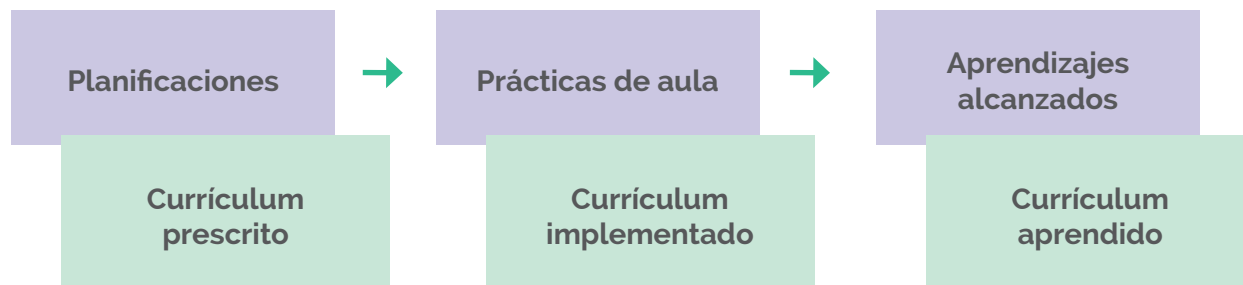 Planificaciones
Currículum
prescrito
Prácticas de aula
Currículum
implementado
Aprendizajes
alcanzados
Currículum
aprendido